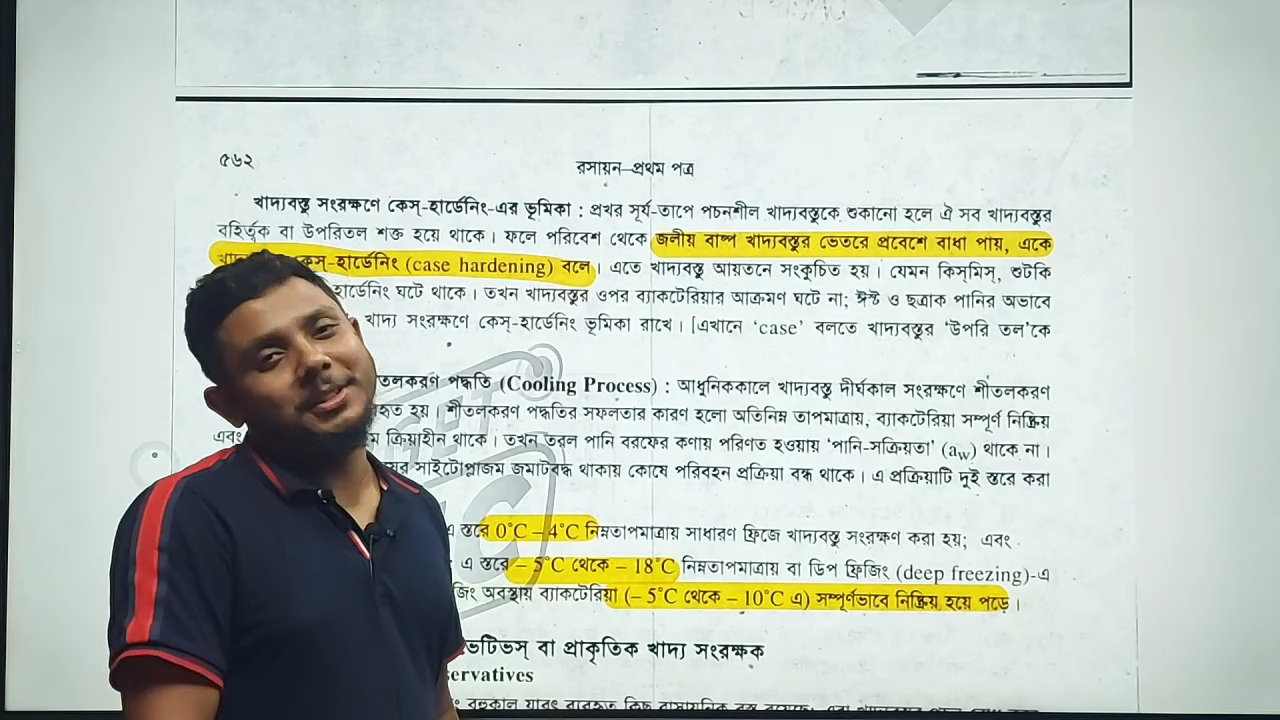 ৫৬২
রসায়ন–প্রথম পত্র
খাদ্যবস্তু সংরক্ষণে কেস্-হার্ডেনিং-এর ভূমিকা : প্রখর সূর্য-তাপে পচনশীল খাদ্যবস্তুকে শুকানো হলে ঐ সব খাদ্যবস্তুর
বহির্ত্বক বা উপরিতল শক্ত হয়ে থাকে। ফলে পরিবেশ থেকে জলীয় বাষ্প খাদ্যবস্তুর ভেতরে প্রবেশে বাধা পায়, একে
কেস্-হার্ডেনিং (case hardening) বলে। এতে খাদ্যবস্তু আয়তনে সংকুচিত হয়। যেমন কিস্‌মিস্, শুটকি
হার্ডেনিং ঘটে থাকে। তখন খাদ্যবস্তুর ওপর ব্যাকটেরিয়ার আক্রমণ ঘটে না; ঈস্ট ও ছত্রাক পানির অভাবে
খাদ্য সংরক্ষণে কেস্-হার্ডেনিং ভূমিকা রাখে। [এখানে ‘case’ বলতে খাদ্যবস্তুর ‘উপরি তল’কে
তলকরণ পদ্ধতি (Cooling Process) : আধুনিককালে খাদ্যবস্তু দীর্ঘকাল সংরক্ষণে শীতলকরণ
হৃত হয়। শীতলকরণ পদ্ধতির সফলতার কারণ হলো অতিনিম্ন তাপমাত্রায়, ব্যাকটেরিয়া সম্পূর্ণ নিষ্ক্রিয়
এবং ক্রিয়াহীন থাকে। তখন তরল পানি বরফের কণায় পরিণত হওয়ায় ‘পানি-সক্রিয়তা’ (aw) থাকে না।
সাইটোপ্লাজম জমাটবদ্ধ থাকায় কোষে পরিবহন প্রক্রিয়া বন্ধ থাকে। এ প্রক্রিয়াটি দুই স্তরে করা
এ স্তরে 0°C – 4°C নিম্নতাপমাত্রায় সাধারণ ফ্রিজে খাদ্যবস্তু সংরক্ষণ করা হয়; এবং
এ স্তরে – 5°C থেকে – 18°C নিম্নতাপমাত্রায় বা ডিপ ফ্রিজিং (deep freezing)-এ
জিং অবস্থায় ব্যাকটেরিয়া (– 5°C থেকে – 10°C এ) সম্পূর্ণভাবে নিষ্ক্রিয় হয়ে পড়ে।
ভেটিভস্ বা প্রাকৃতিক খাদ্য সংরক্ষক
servatives